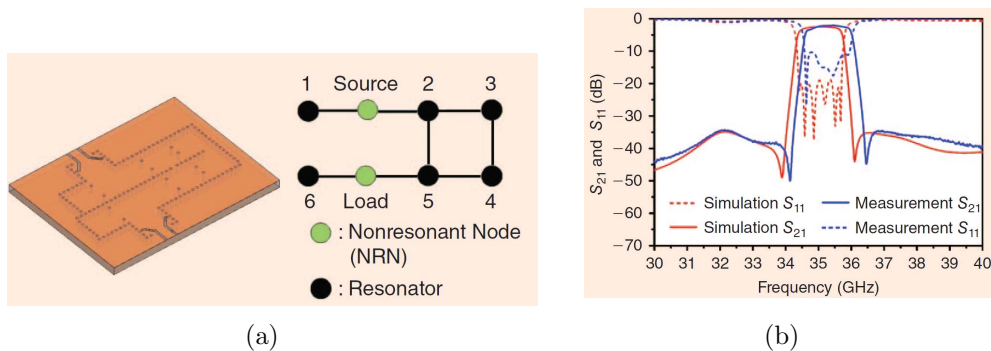 1 Source 2 3
6 Load 5 4
: Nonresonant Node
(NRN)
: Resonator
(a)
S21 and S11 (dB)
0
−10
−20
−30
−40
−50
−60
−70
Simulation S11
Simulation S21
Measurement S21
Measurement S11
30 31 32 33 34 35 36 37 38 39 40
Frequency (GHz)
(b)